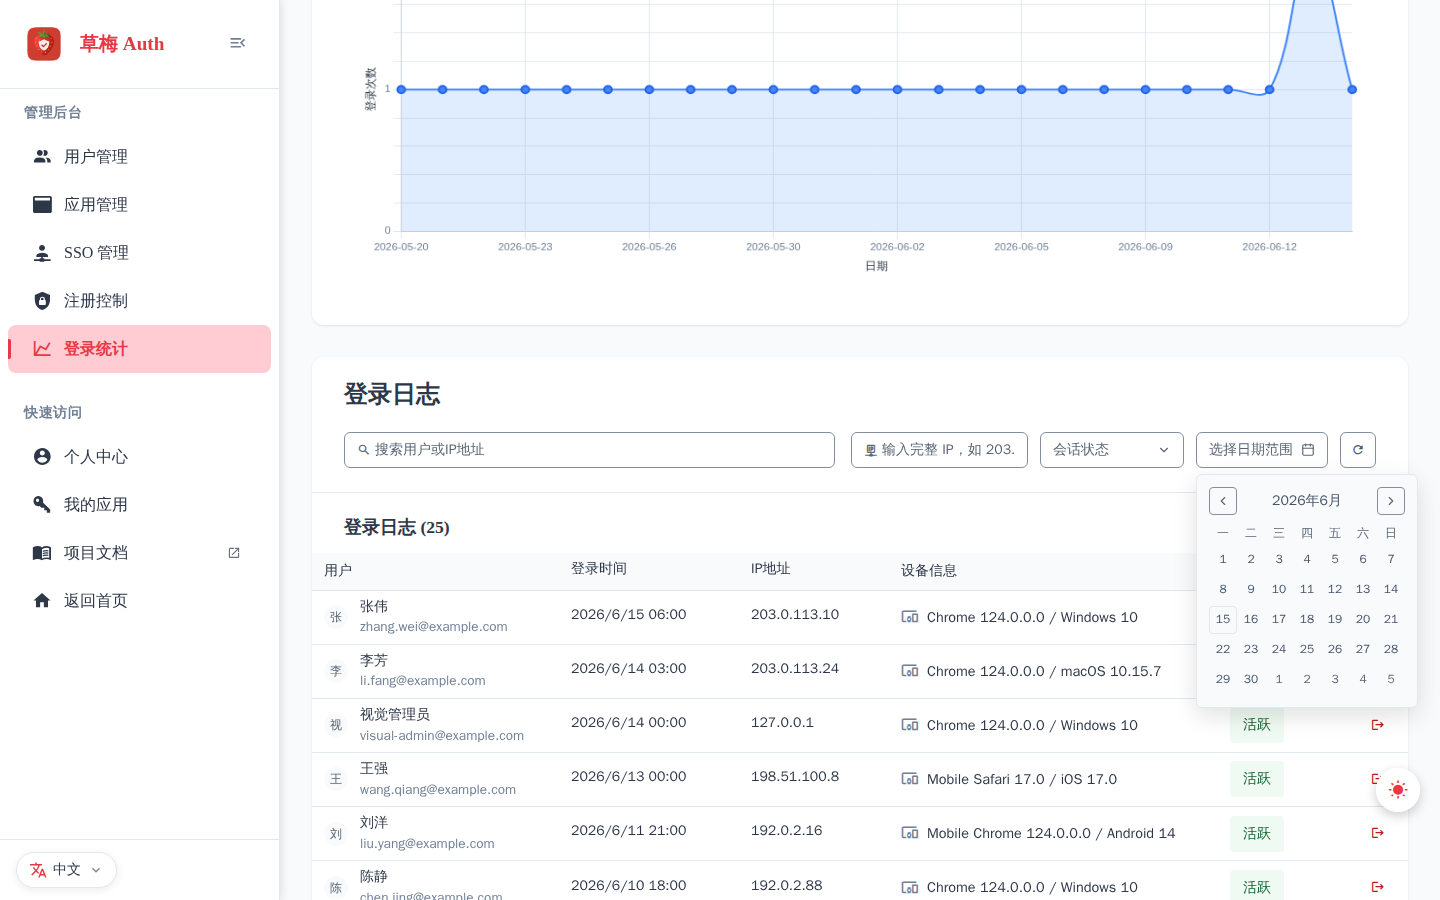 草梅 Auth
管理后台
用户管理
应用管理
SSO 管理
注册控制
登录统计
快速访问
个人中心
我的应用
项目文档
返回首页
中文
登录次数
1
0
2026-05-20 2026-05-23 2026-05-26 2026-05-30 2026-06-02 2026-06-05 2026-06-09 2026-06-12
日期
登录日志
搜索用户或IP地址 输入完整 IP，如 203. 会话状态 选择日期范围
2026年6月
一 二 三 四 五 六 日
1 2 3 4 5 6 7
8 9 10 11 12 13 14
15 16 17 18 19 20 21
22 23 24 25 26 27 28
29 30 1 2 3 4 5
登录日志 (25)
用户 登录时间 IP地址 设备信息
张 张伟 2026/6/15 06:00 203.0.113.10 Chrome 124.0.0.0 / Windows 10
zhang.wei@example.com
李 李芳 2026/6/14 03:00 203.0.113.24 Chrome 124.0.0.0 / macOS 10.15.7
li.fang@example.com
视 视觉管理员 2026/6/14 00:00 127.0.0.1 Chrome 124.0.0.0 / Windows 10 活跃
visual-admin@example.com
王 王强 2026/6/13 00:00 198.51.100.8 Mobile Safari 17.0 / iOS 17.0 活跃
wang.qiang@example.com
刘 刘洋 2026/6/11 21:00 192.0.2.16 Mobile Chrome 124.0.0.0 / Android 14 活跃
liu.yang@example.com
陈 陈静 2026/6/10 18:00 192.0.2.88 Chrome 124.0.0.0 / Windows 10 活跃
chen.jing@example.com